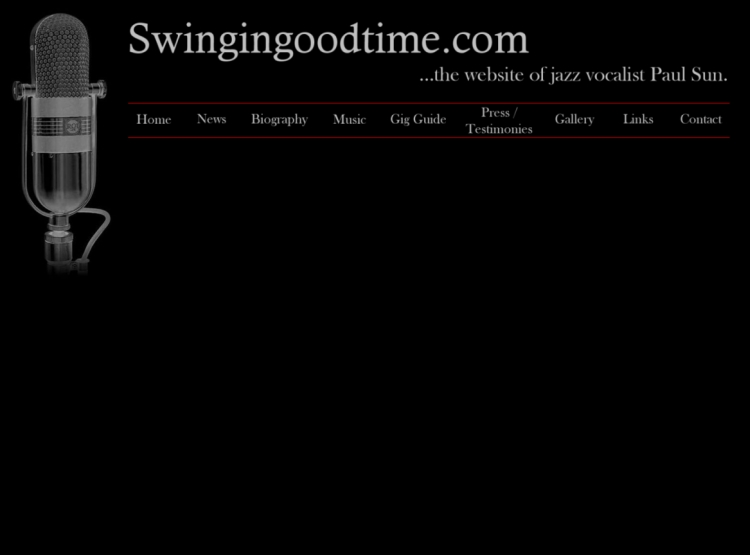 Swingingoodtime.com
...the website of jazz vocalist Paul Sun.
Home News Biography Music Gig Guide Press / Testimonies Gallery Links Contact